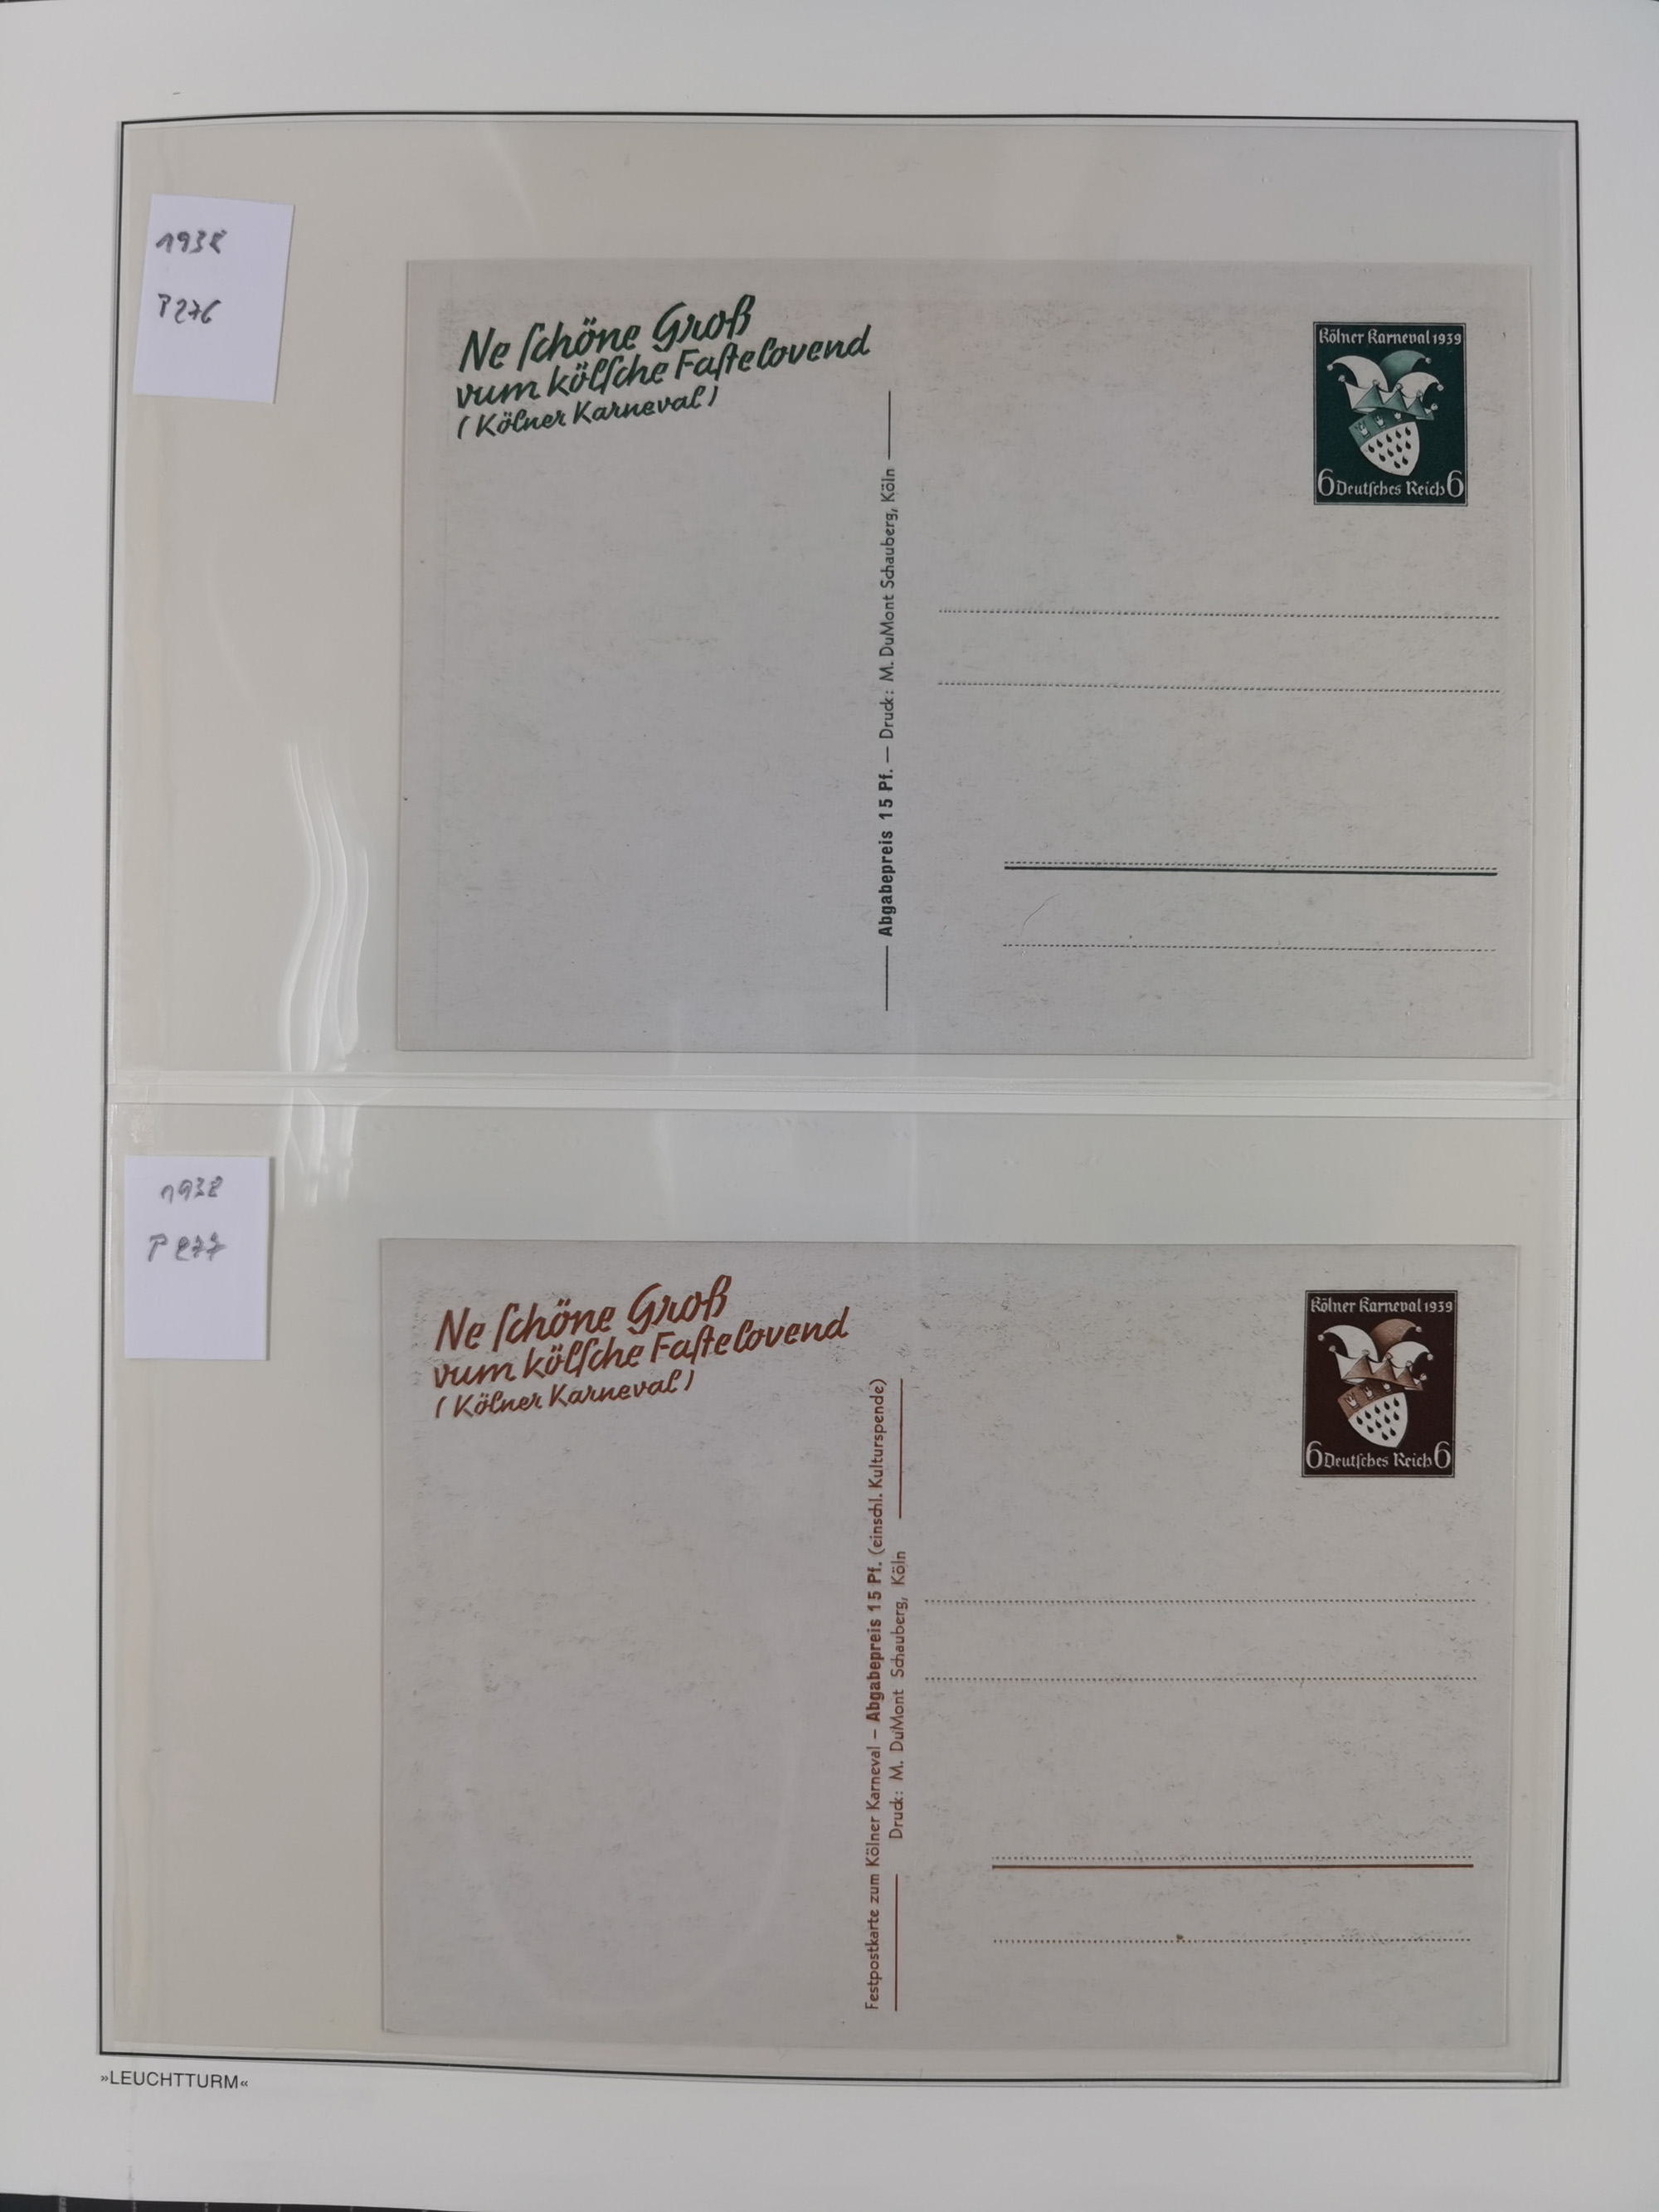 1938
P276
Ne ſchöne Groß
vum kölſche Faſtelovend
(Kölner Karneval)
Abgabepreis 15 Pf. — Druck: M. DuMont Schauberg, Köln
Kölner Karneval 1939
6 Deutſches Reich 6
1938
P277
Ne ſchöne Groß
vum kölſche Faſtelovend
(Kölner Karneval)
Festpostkarte zum Kölner Karneval – Abgabepreis 15 Pf. (einschl. Kulturspende)
Druck: M. DuMont Schauberg, Köln
Kölner Karneval 1939
6 Deutſches Reich 6
»LEUCHTTURM«